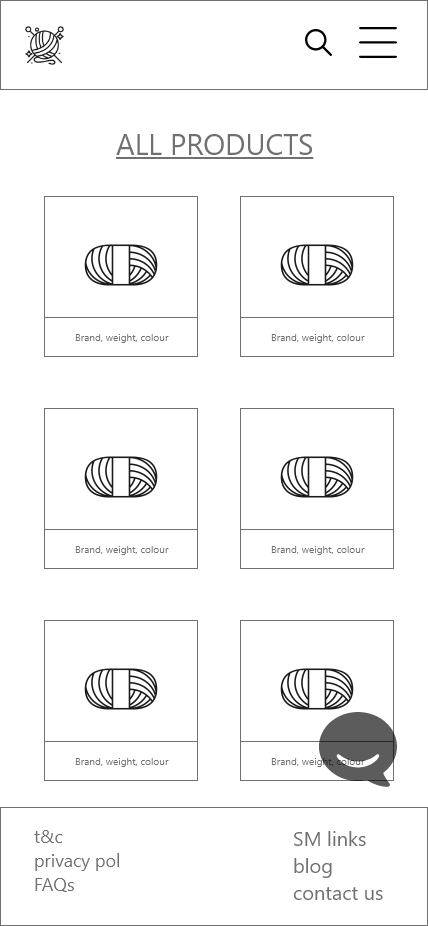 ALL PRODUCTS
Brand, weight, colour
Brand, weight, colour
Brand, weight, colour
Brand, weight, colour
Brand, weight, colour
Brand, weight, colour
t&c
privacy pol
FAQs
SM links
blog
contact us